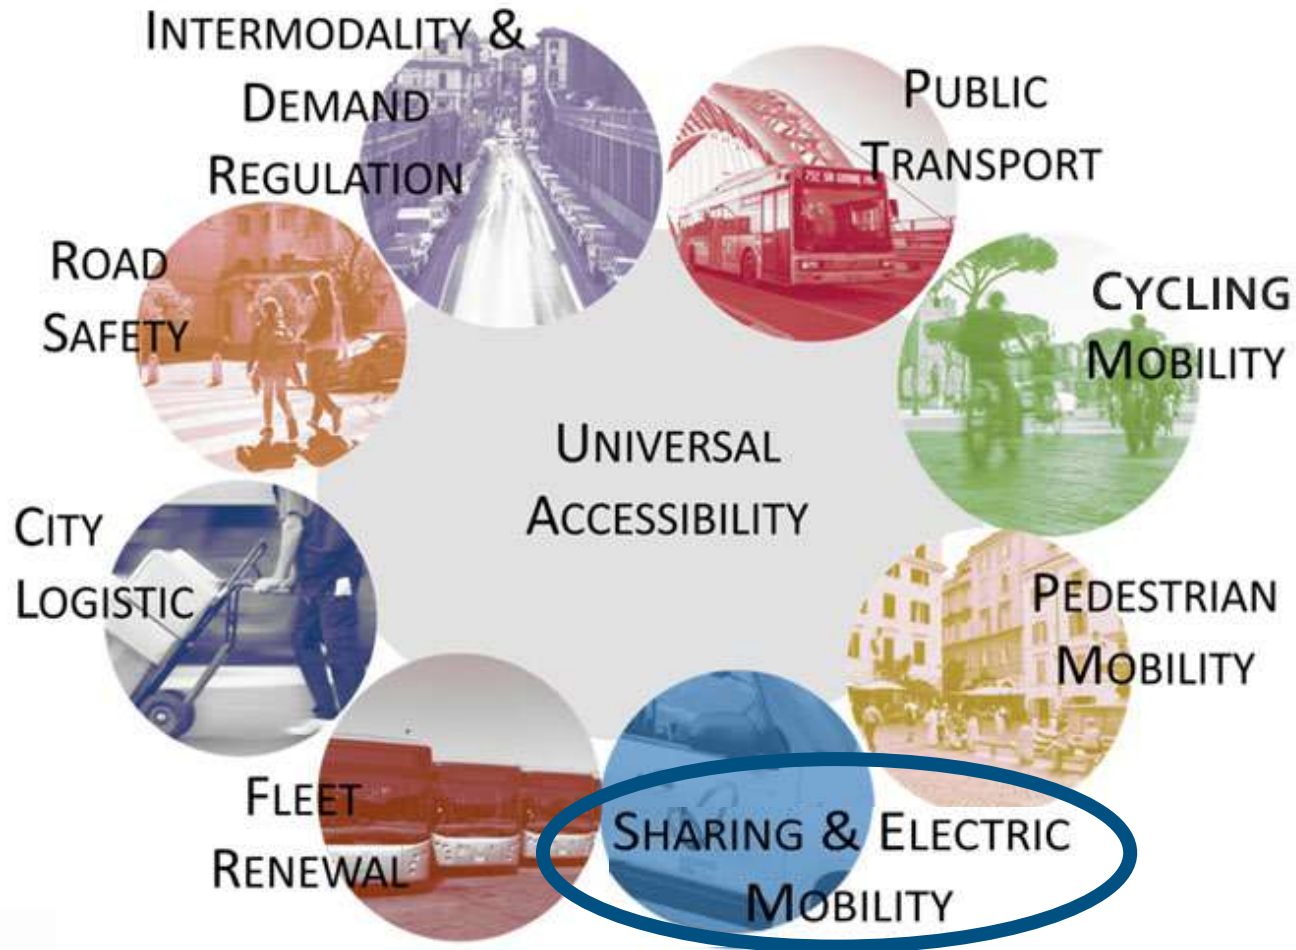 INTERMODALITY &
DEMAND
REGULATION
PUBLIC
TRANSPORT
ROAD
SAFETY
CYCLING
MOBILITY
UNIVERSAL
ACCESSIBILITY
CITY
LOGISTIC
PEDESTRIAN
MOBILITY
FLEET
RENEWAL
SHARING & ELECTRIC
MOBILITY